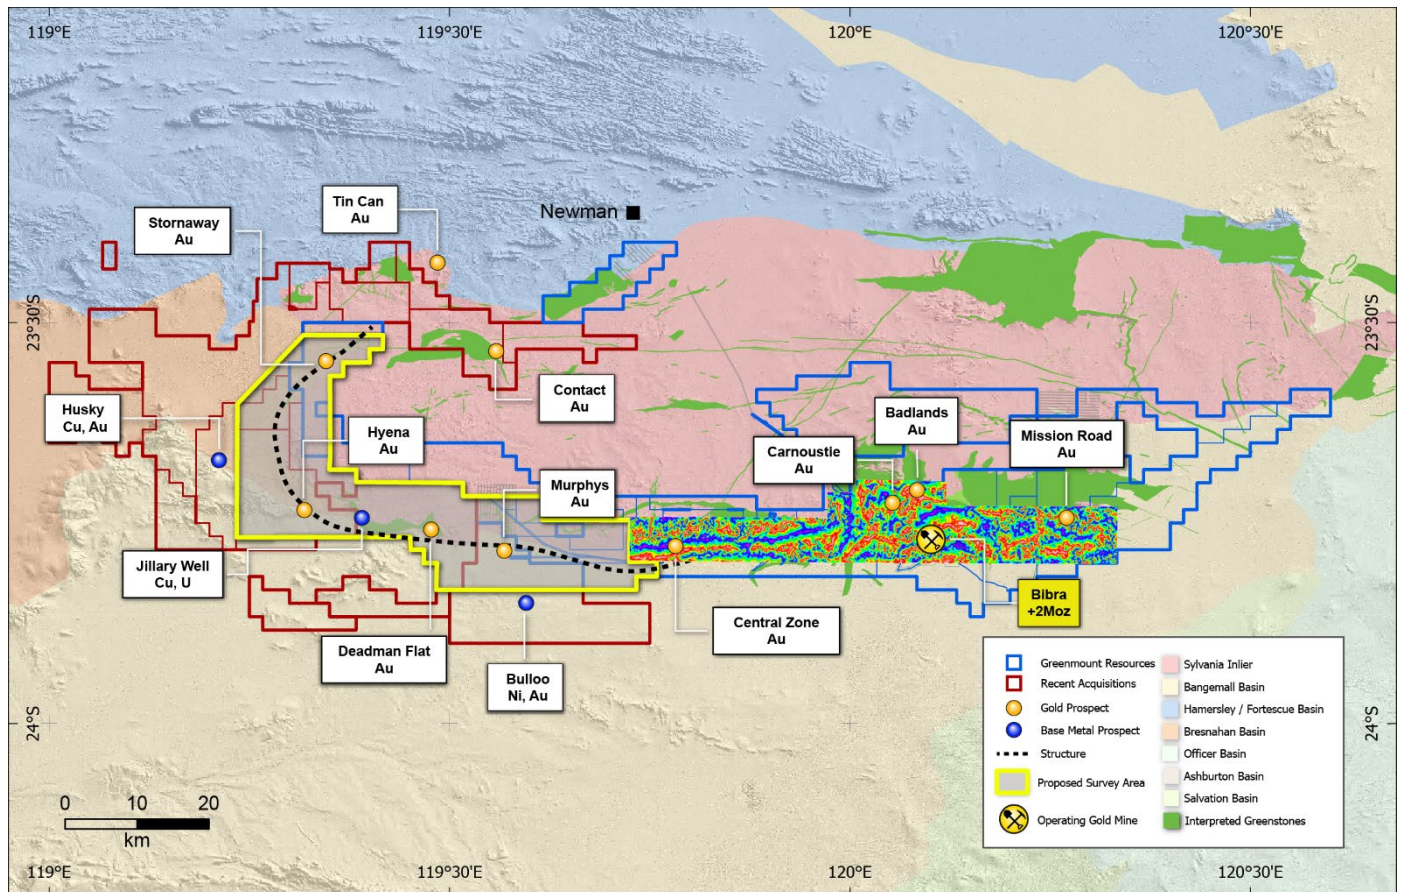 119°E
119°30'E
120°E
120°30'E
Tin Can
Au
Stornaway
Au
Newman
23°30'S
23°30'S
Contact
Au
Husky
Cu, Au
Hyena
Au
Badlands
Au
Carnoustie
Au
Mission Road
Au
Murphys
Au
Jillary Well
Cu, U
Bibra
+2Moz
Central Zone
Au
Deadman Flat
Au
Bulloo
Ni, Au
24°S
24°S
Greenmount Resources
Recent Acquisitions
Gold Prospect
Base Metal Prospect
Structure
Proposed Survey Area
Operating Gold Mine
Sylvania Inlier
Bangemall Basin
Hamersley / Fortescue Basin
Bresnahan Basin
Officer Basin
Ashburton Basin
Salvation Basin
Interpreted Greenstones
0 10 20
km
119°E
119°30'E
120°E
120°30'E